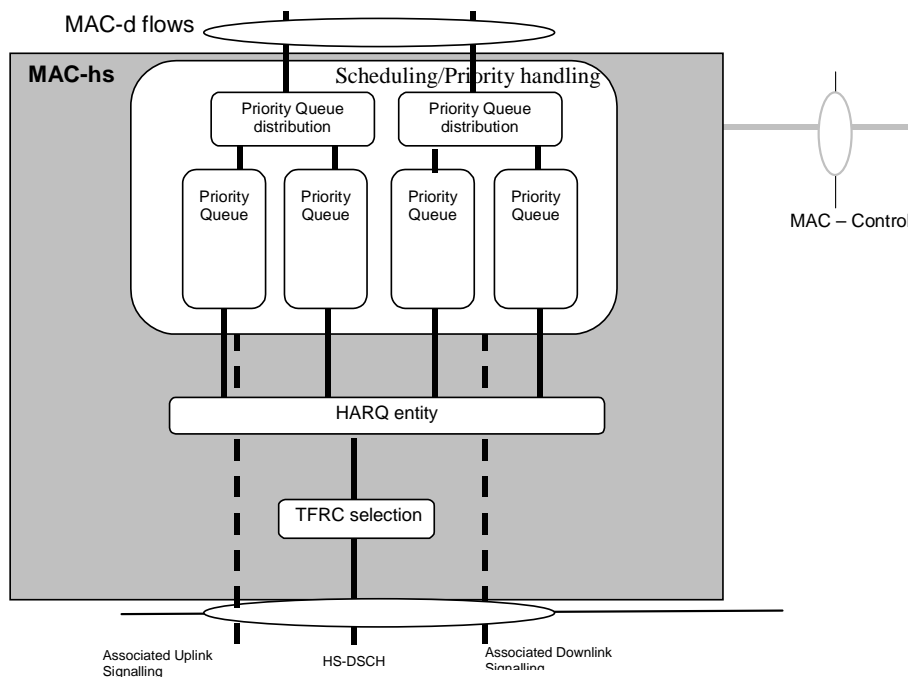 MAC-d flows
MAC-hs
Scheduling/Priority handling
Priority Queue
distribution
Priority Queue
distribution
Priority
Queue
Priority
Queue
Priority
Queue
Priority
Queue
MAC – Control
HARQ entity
TFRC selection
Associated Uplink
Signalling
HS-DSCH
Associated Downlink
Signalling